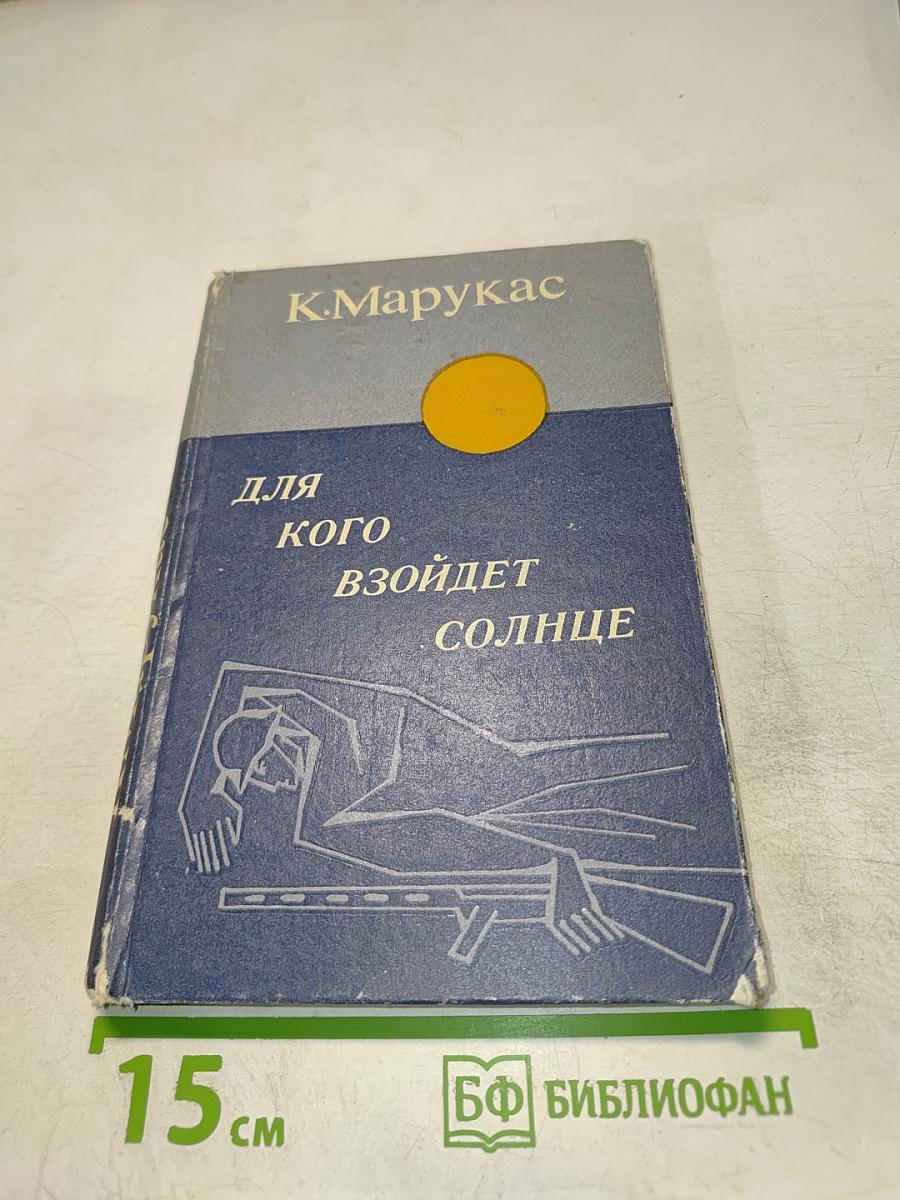 К. Марукас
ДЛЯ
КОГО
ВЗОЙДЕТ
СОЛНЦЕ
15 см
БФ БИБЛИОФАН